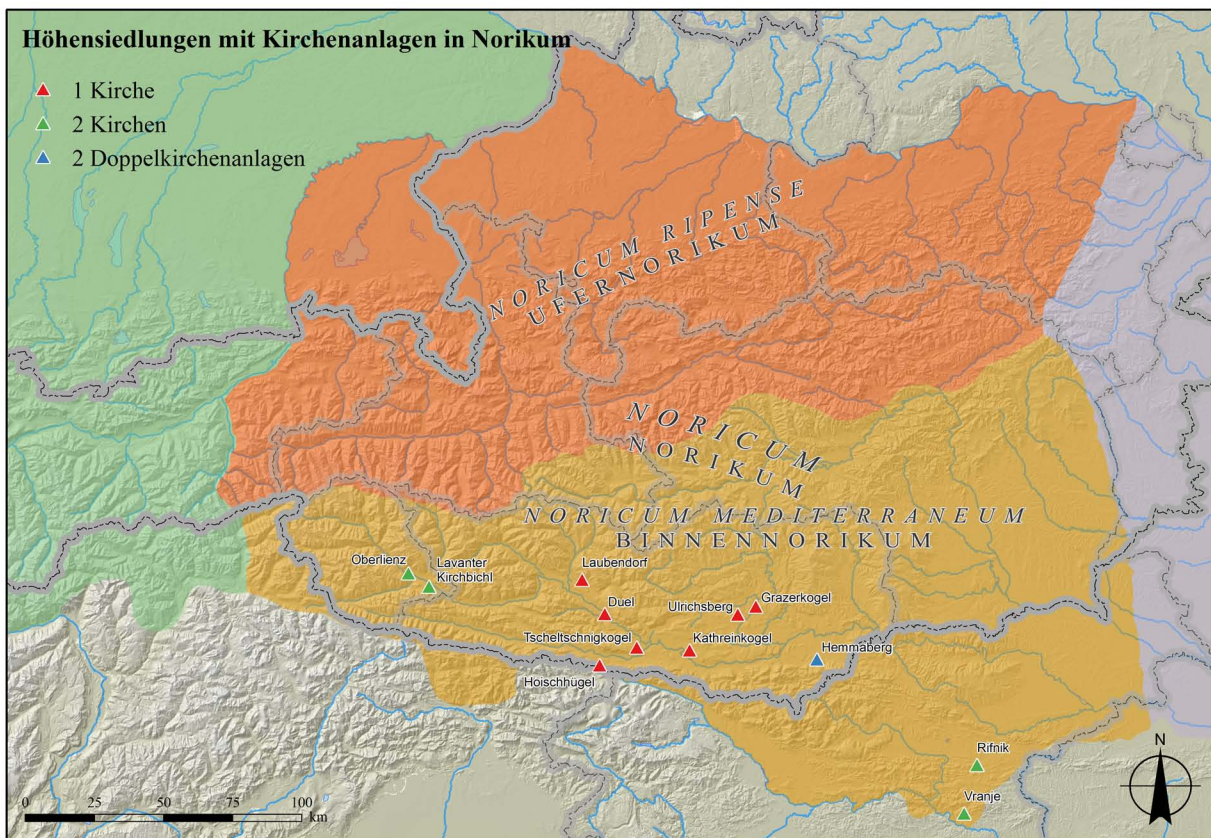 Höhensiedlungen mit Kirchenanlagen in Norikum
1 Kirche
2 Kirchen
2 Doppelkirchenanlagen
NORICUM RIPENSE
UFERNORIKUM
NORICUM
NORIKUM
NORICUM MEDITERRANEUM
BINNENNORIKUM
Oberlienz
Lavanter
Kirchbichl
Laubendorf
Duel
Ulrichsberg
Grazerkogel
Tscheltschnigkogel
Kathreinkogel
Hemmaberg
Hoischhügel
Rifnik
Vranje
N
0 25 50 75 100
km